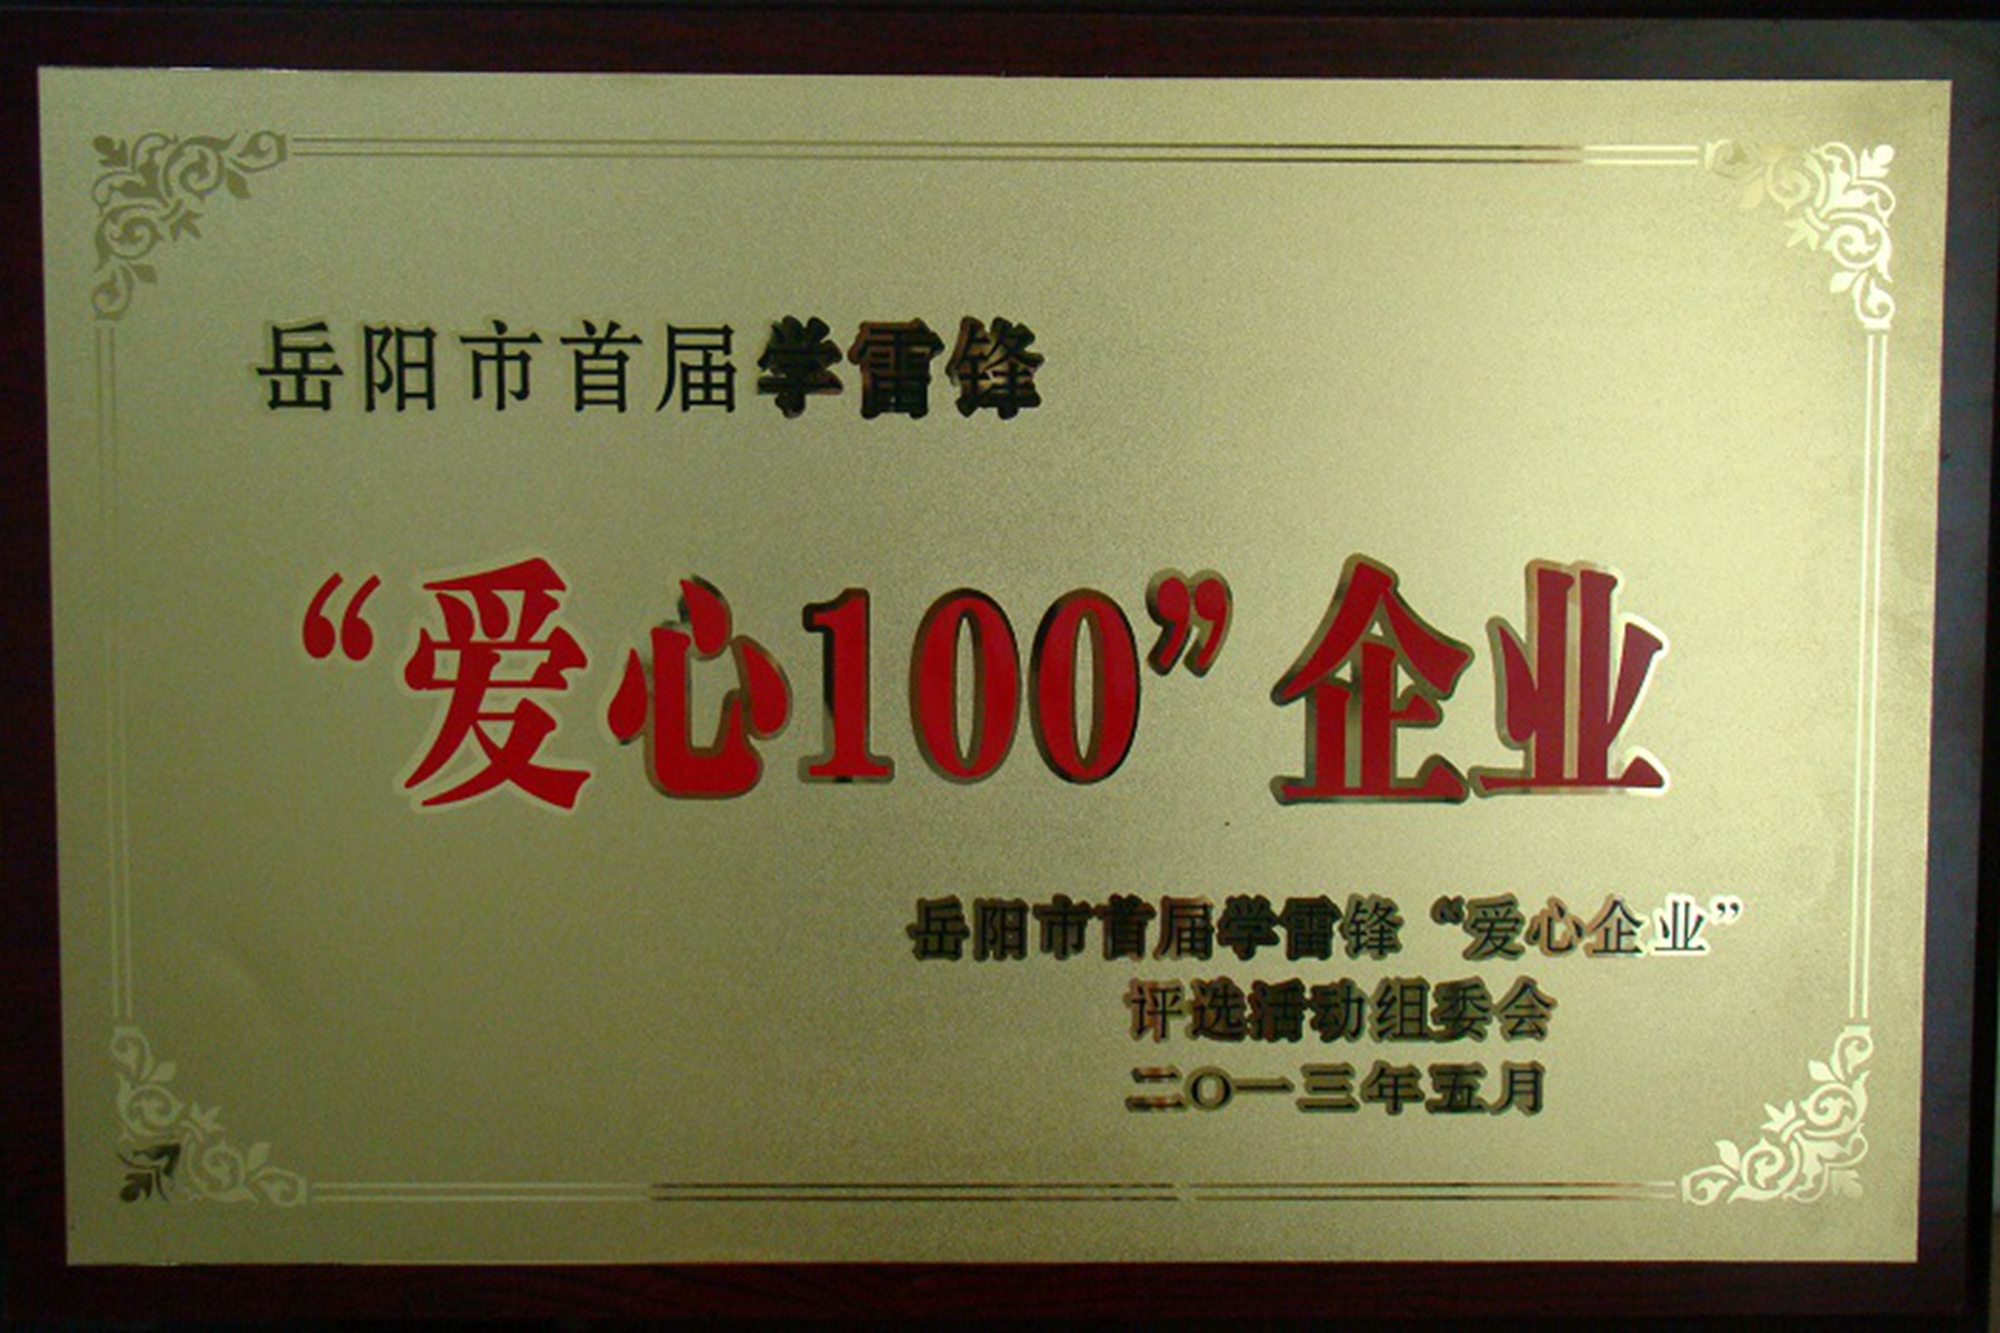 岳阳市首届学雷锋
“爱心100”企业
岳阳市首届学雷锋“爱心企业”
评选活动组委会
二〇一三年五月